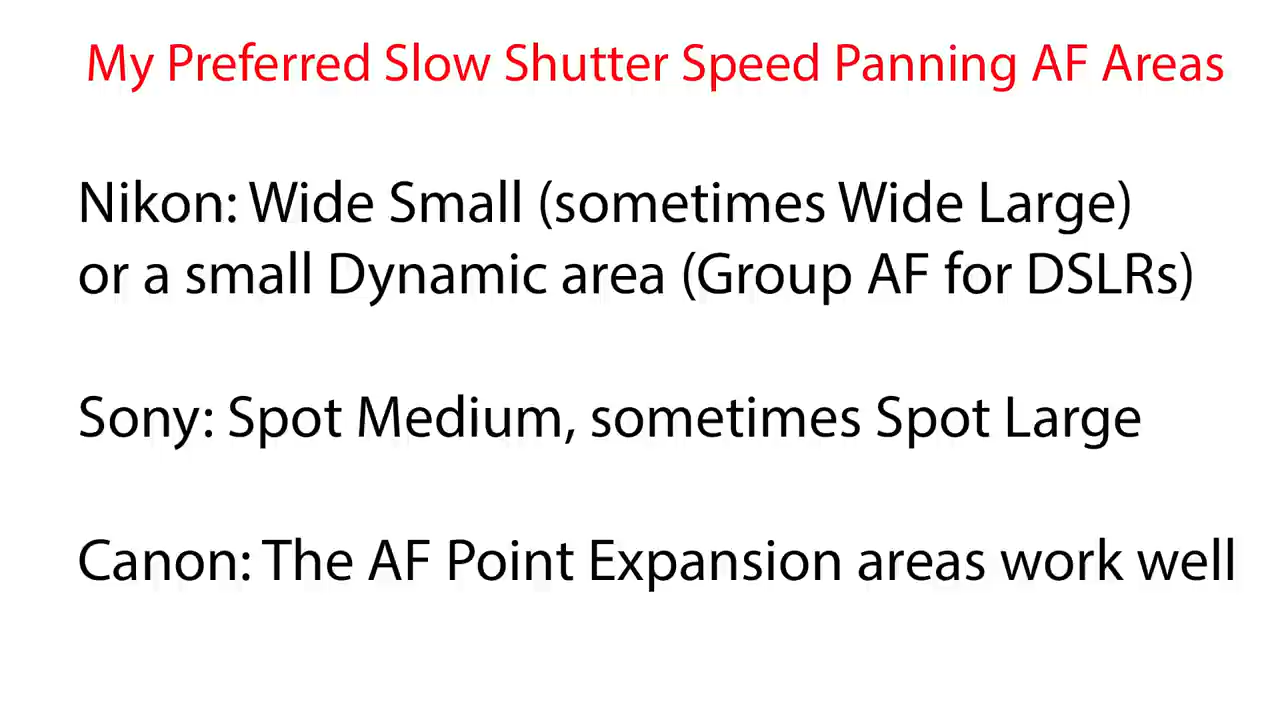 My Preferred Slow Shutter Speed Panning AF Areas
Nikon: Wide Small (sometimes Wide Large)
or a small Dynamic area (Group AF for DSLRs)
Sony: Spot Medium, sometimes Spot Large
Canon: The AF Point Expansion areas work well